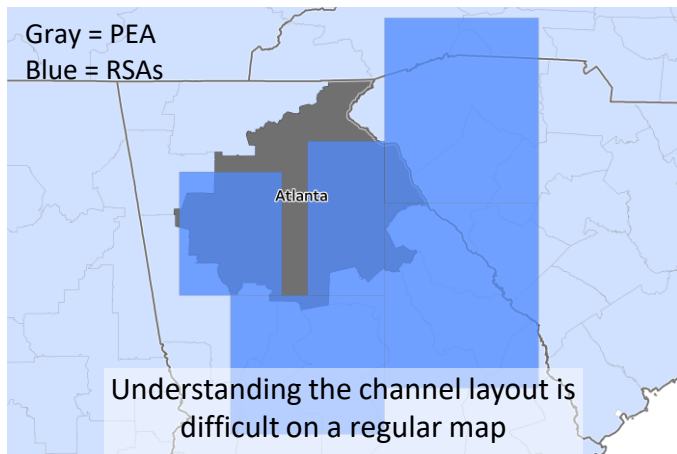 Gray = PEA
Blue = RSAs
Atlanta
Understanding the channel layout is
difficult on a regular map